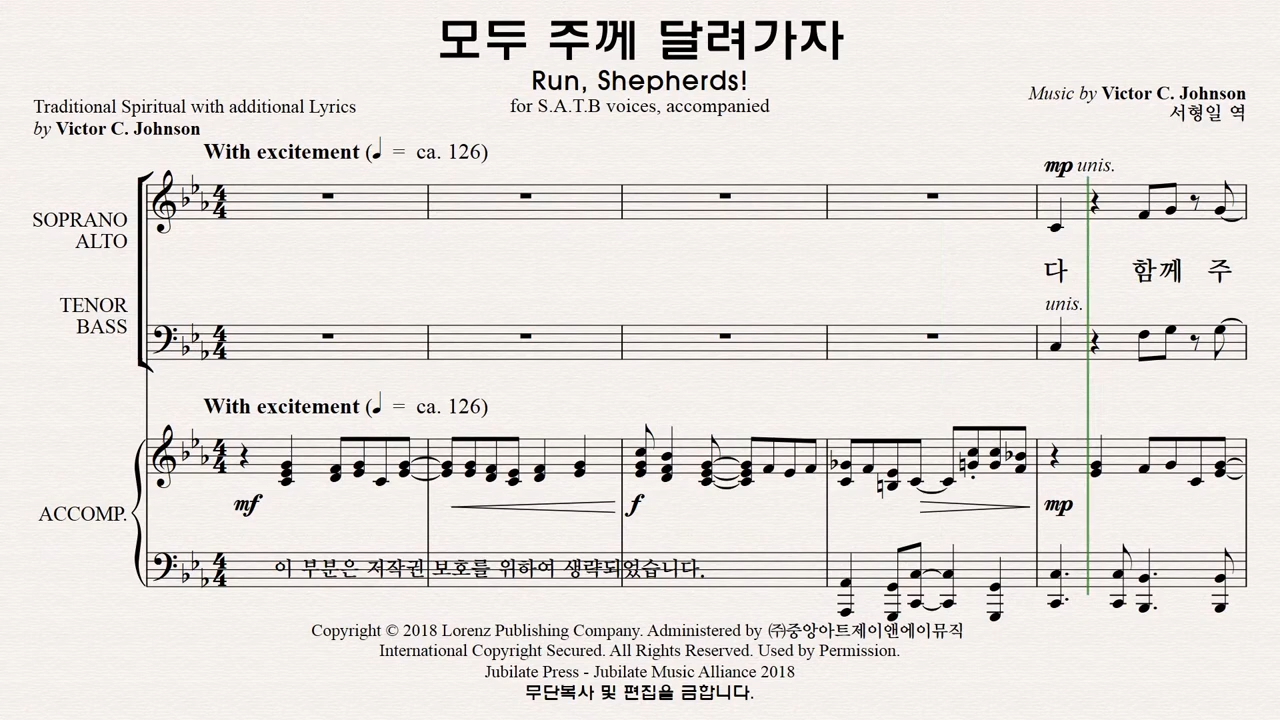 모두 주께 달려가자
Run, Shepherds!
for S.A.T.B voices, accompanied
Traditional Spiritual with additional Lyrics
by Victor C. Johnson
Music by Victor C. Johnson
서형일 역
With excitement (♩ = ca. 126)
mp unis.
SOPRANO
ALTO
다 함께 주
unis.
TENOR
BASS
With excitement (♩ = ca. 126)
mf f mp
ACCOMP.
이 부분은 저작권 보호를 위하여 생략되었습니다.
Copyright © 2018 Lorenz Publishing Company. Administered by ㈜중앙아트제이앤에이뮤직
International Copyright Secured. All Rights Reserved. Used by Permission.
Jubilate Press - Jubilate Music Alliance 2018
무단복사 및 편집을 금합니다.